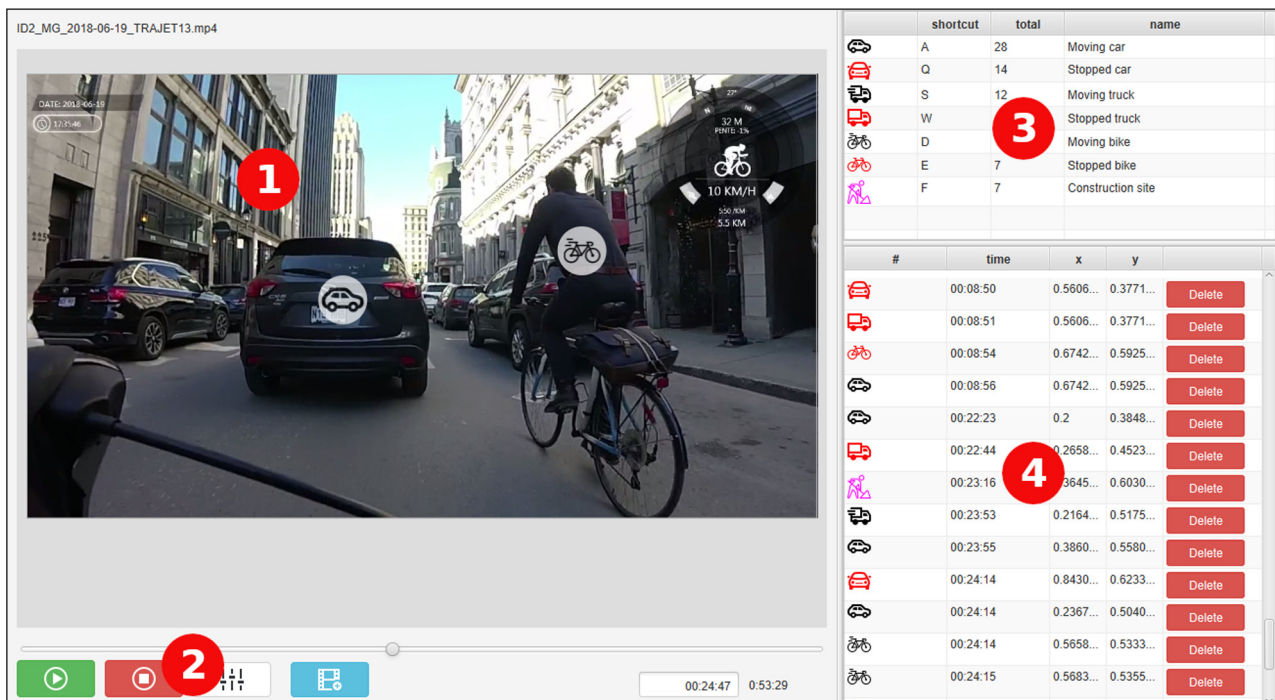 ID2_MG_2018-06-19_TRAJET13.mp4
DATE: 2018-06-19
17:35:46
27°
N
32 M
PENTE: -1%
10 KM/H
5:50 /KM
5.5 KM
1
2
00:24:47 0:53:29
shortcut total name
A 28 Moving car
Q 14 Stopped car
S 12 Moving truck
W Stopped truck
D Moving bike
E 7 Stopped bike
F 7 Construction site
3
# time x y
00:08:50 0.5606... 0.3771... Delete
00:08:51 0.5606... 0.3771... Delete
00:08:54 0.6742... 0.5925... Delete
00:08:56 0.6742... 0.5925... Delete
00:22:23 0.2 0.3848... Delete
00:22:44 0.2658... 0.4523... Delete
00:23:16 3645... 0.6030... Delete
00:23:53 0.2164... 0.5175... Delete
00:23:55 0.3860... 0.5580... Delete
00:24:14 0.8430... 0.6233... Delete
00:24:14 0.2367... 0.5040... Delete
00:24:14 0.5658... 0.5333... Delete
00:24:15 0.5683... 0.5355... Delete
4